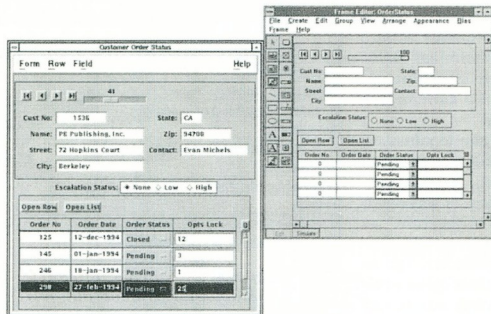 Customer Order Status
Form Row Field Help
41
Cust No: 1536 State: CA
Name: PE Publishing, Inc. Zip: 94708
Street: 72 Hopkins Court Contact: Evan Michels
City: Berkeley
Escalation Status: None Low High
Open Row Open List
Order No Order Date Order Status Opts Lock
125 12-dec-1994 Closed 12
145 01-jan-1994 Pending 3
246 18-jan-1994 Pending 1
298 27-feb-1994 Pending 25
Frame Editor: OrderStatus
File Create Edit Group View Arrange Appearance Bias
Frame Help
100
Cust No: State:
Name: Zip:
Street: Contact:
City:
Escalation Status: None Low High
Open Row Open List
Order No Order Date Order Status Opts Lock
0 Pending
0 Pending
0 Pending
0 Pending